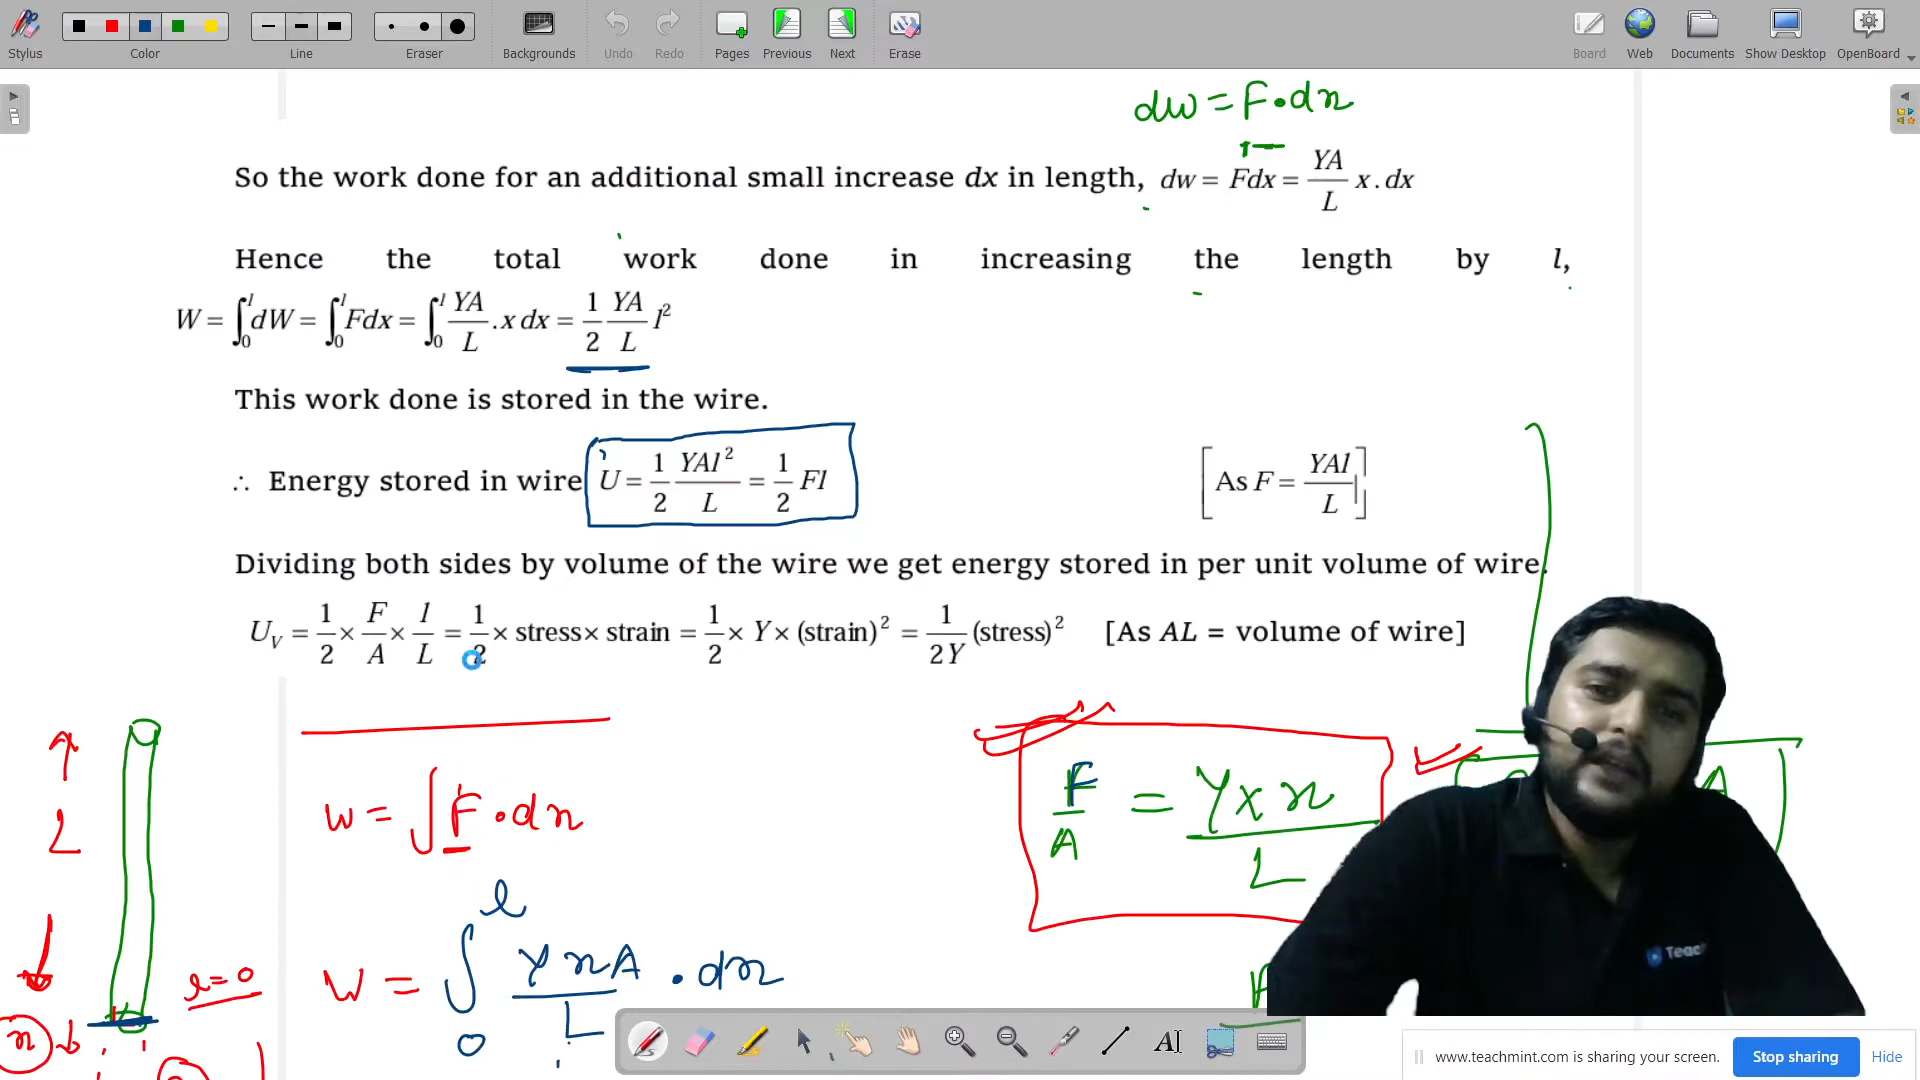 Stylus Color Line Eraser Backgrounds Undo Redo Pages Previous Next Erase Board Web Documents Show Desktop OpenBoard
dw = F·dx
So the work done for an additional small increase dx in length, dw = Fdx = YA/L x . dx
Hence the total work done in increasing the length by l,
W = ∫₀ˡ dW = ∫₀ˡ Fdx = ∫₀ˡ YA/L . x dx = 1/2 YA/L l²
This work done is stored in the wire.
∴ Energy stored in wire U = 1/2 YAl²/L = 1/2 Fl [As F = YAl/L]
Dividing both sides by volume of the wire we get energy stored in per unit volume of wire.
U_V = 1/2 × F/A × l/L = 1/2 × stress × strain = 1/2 × Y × (strain)² = 1/2Y (stress)² [As AL = volume of wire]
L
W = ∫ F · dx
F/A = Y x x/L
A
l=0
W = ∫₀ˡ YxA/L · dx
x
Teac
www.teachmint.com is sharing your screen. Stop sharing Hide